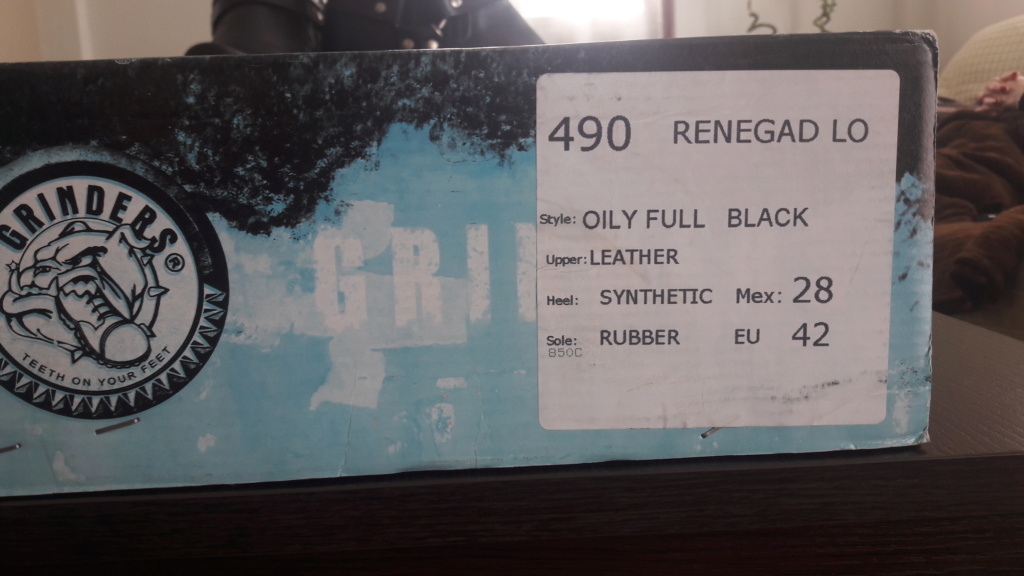 GRINDERS®
TEETH ON YOUR FEET
GRI
490 RENEGAD LO
Style: OILY FULL BLACK
Upper: LEATHER
Heel: SYNTHETIC Mex: 28
Sole: RUBBER EU 42
850C